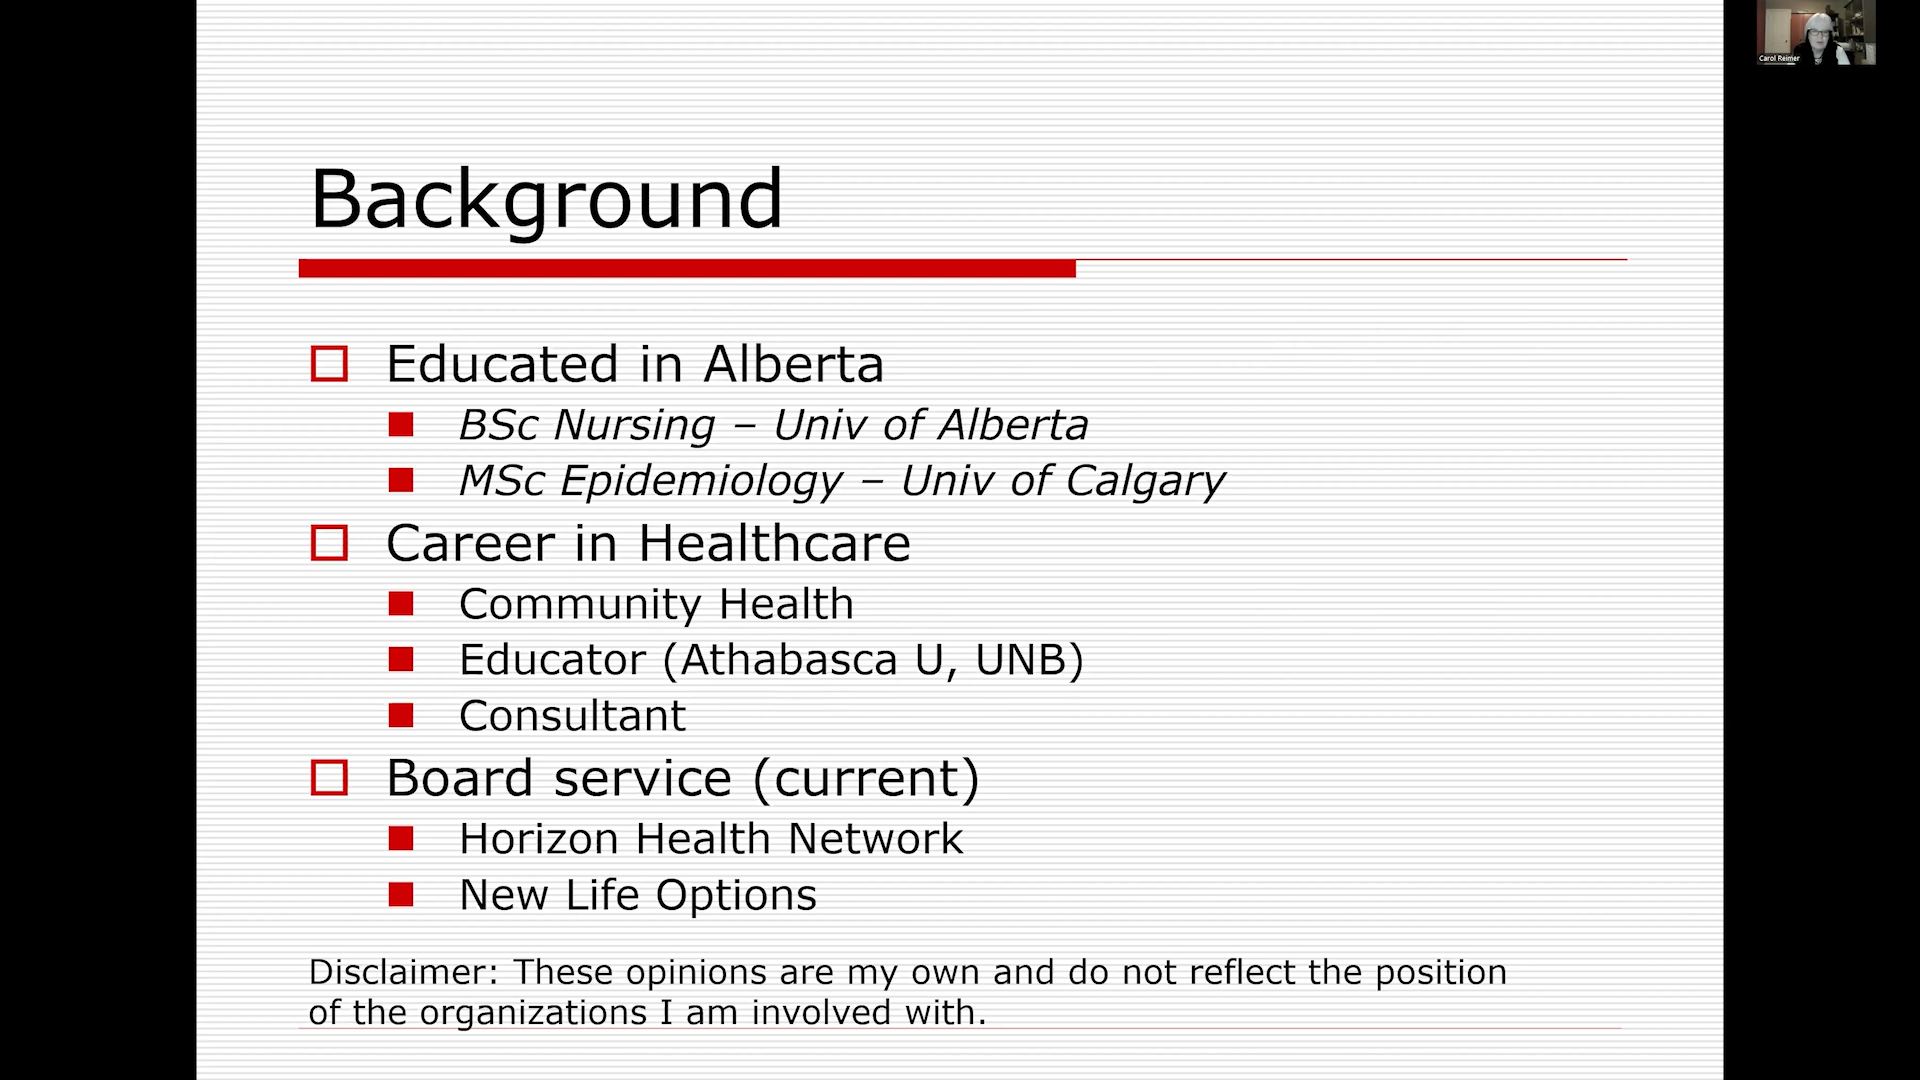 Carol Reimer
Background
Educated in Alberta
BSc Nursing – Univ of Alberta
MSc Epidemiology – Univ of Calgary
Career in Healthcare
Community Health
Educator (Athabasca U, UNB)
Consultant
Board service (current)
Horizon Health Network
New Life Options
Disclaimer: These opinions are my own and do not reflect the position
of the organizations I am involved with.